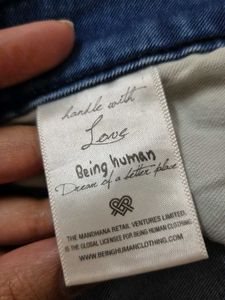 handle with
Love
Being human
Dream of a better place
THE MANDHANA RETAIL VENTURES LIMITED.
IS THE GLOBAL LICENSEE FOR BEING HUMAN CLOTHING.
WWW.BEINGHUMANCLOTHING.COM